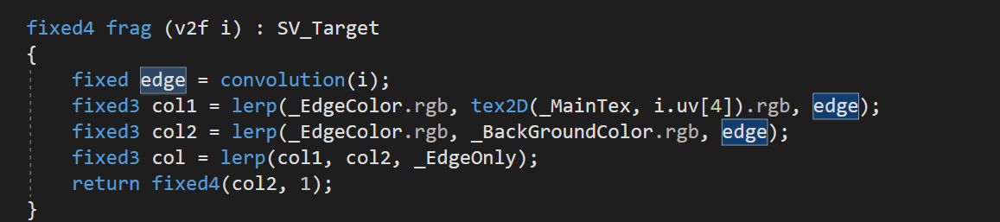 fixed4 frag (v2f i) : SV_Target
{
    fixed edge = convolution(i);
    fixed3 col1 = lerp(_EdgeColor.rgb, tex2D(_MainTex, i.uv[4]).rgb, edge);
    fixed3 col2 = lerp(_EdgeColor.rgb, _BackGroundColor.rgb, edge);
    fixed3 col = lerp(col1, col2, _EdgeOnly);
    return fixed4(col2, 1);
}